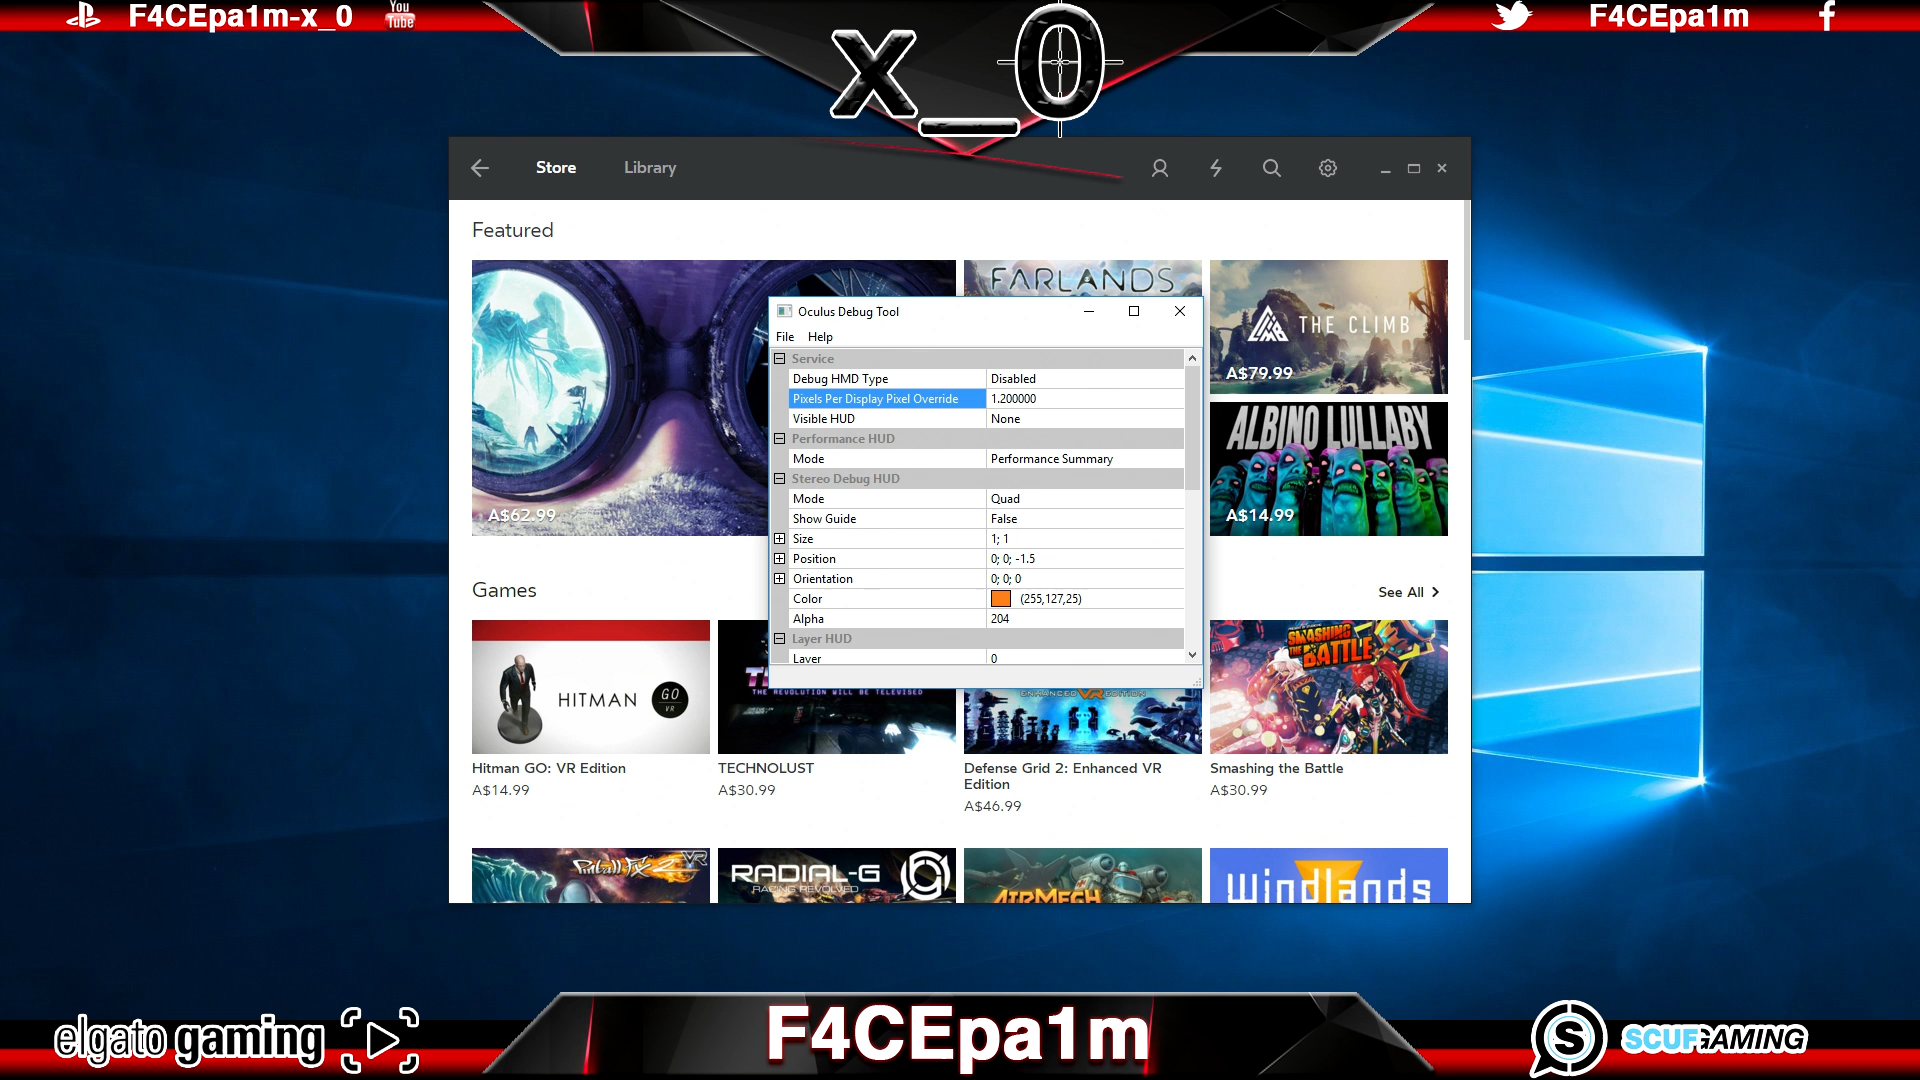 F4CEpa1m-x_0
You
Tube
F4CEpa1m
x_0
Store
Library
Featured
FARLANDS
THE CLIMB
A$79.99
A$62.99
ALBINO LULLABY
A$14.99
Oculus Debug Tool
File Help
Service
Debug HMD Type Disabled
Pixels Per Display Pixel Override 1.200000
Visible HUD None
Performance HUD
Mode Performance Summary
Stereo Debug HUD
Mode Quad
Show Guide False
Size 1; 1
Position 0; 0; -1.5
Orientation 0; 0; 0
Color (255,127,25)
Alpha 204
Layer HUD
Layer 0
Games
See All
HITMAN GO VR
THE REVOLUTION WILL BE TELEVISED
ENHANCED VR EDITION
SMASHING THE BATTLE
Hitman GO: VR Edition
A$14.99
TECHNOLUST
A$30.99
Defense Grid 2: Enhanced VR Edition
A$46.99
Smashing the Battle
A$30.99
Pinball FX 2 VR
RADIAL-G
RACING REVOLVED
AIRMECH
Windlands
elgato gaming
F4CEpa1m
S
SCUFGAMING